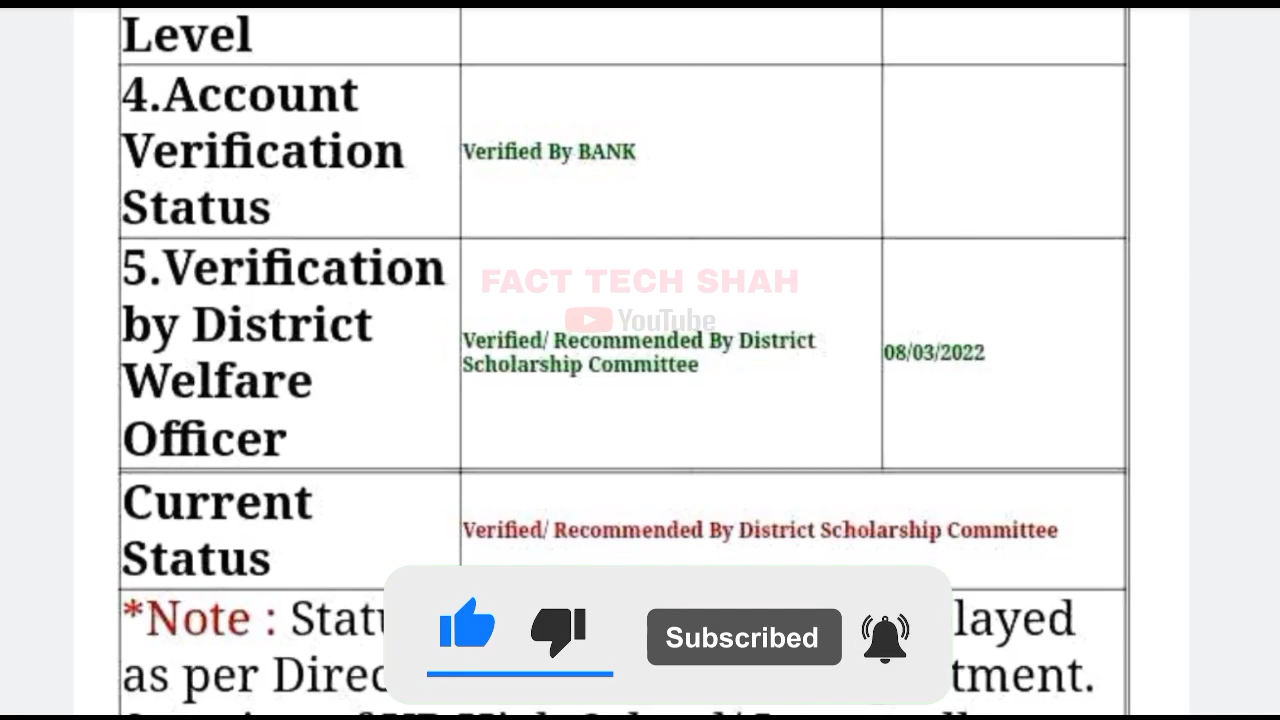 Level
4.Account
Verification
Status
Verified By BANK
5.Verification
by District
Welfare
Officer
Verified/ Recommended By District
Scholarship Committee
08/03/2022
FACT TECH SHAH
YouTube
Current
Status
Verified/ Recommended By District Scholarship Committee
*Note : Statu layed
as per Direc tment.
Subscribed